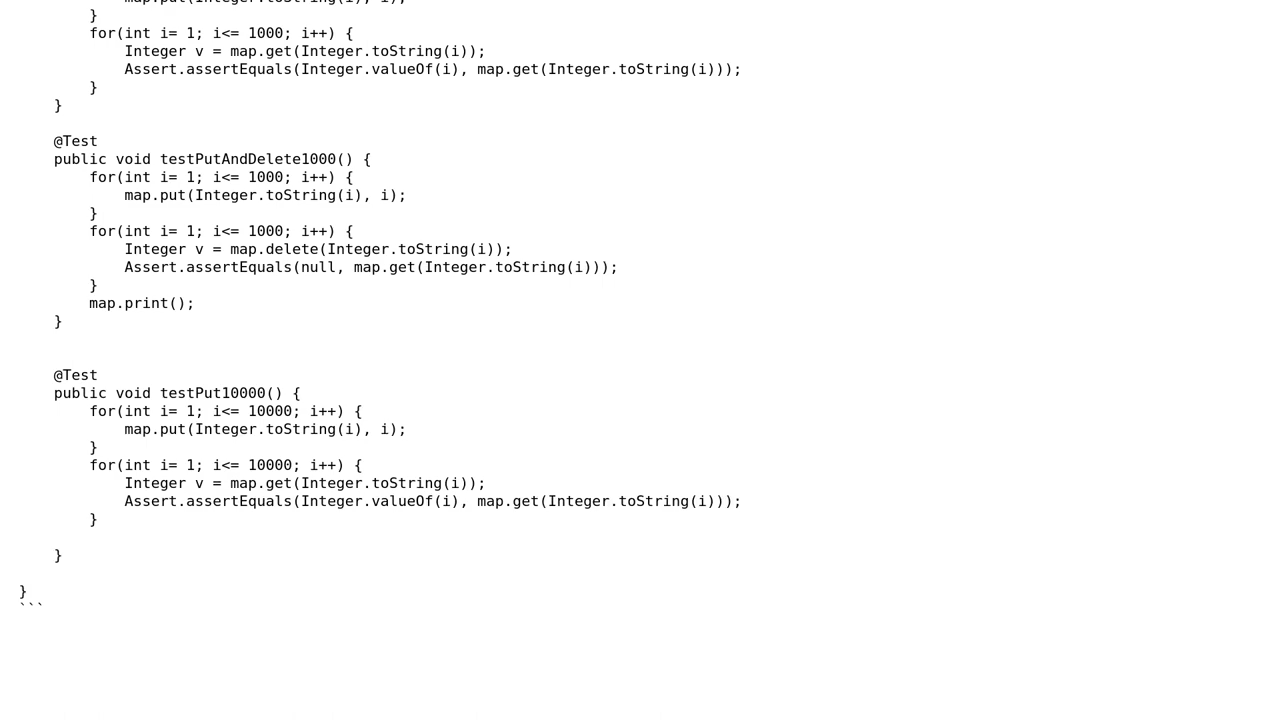 map.put(Integer.toString(i), i);
}
for(int i= 1; i<= 1000; i++) {
Integer v = map.get(Integer.toString(i));
Assert.assertEquals(Integer.valueOf(i), map.get(Integer.toString(i)));
}
}
@Test
public void testPutAndDelete1000() {
for(int i= 1; i<= 1000; i++) {
map.put(Integer.toString(i), i);
}
for(int i= 1; i<= 1000; i++) {
Integer v = map.delete(Integer.toString(i));
Assert.assertEquals(null, map.get(Integer.toString(i)));
}
map.print();
}
@Test
public void testPut10000() {
for(int i= 1; i<= 10000; i++) {
map.put(Integer.toString(i), i);
}
for(int i= 1; i<= 10000; i++) {
Integer v = map.get(Integer.toString(i));
Assert.assertEquals(Integer.valueOf(i), map.get(Integer.toString(i)));
}
}
}
```